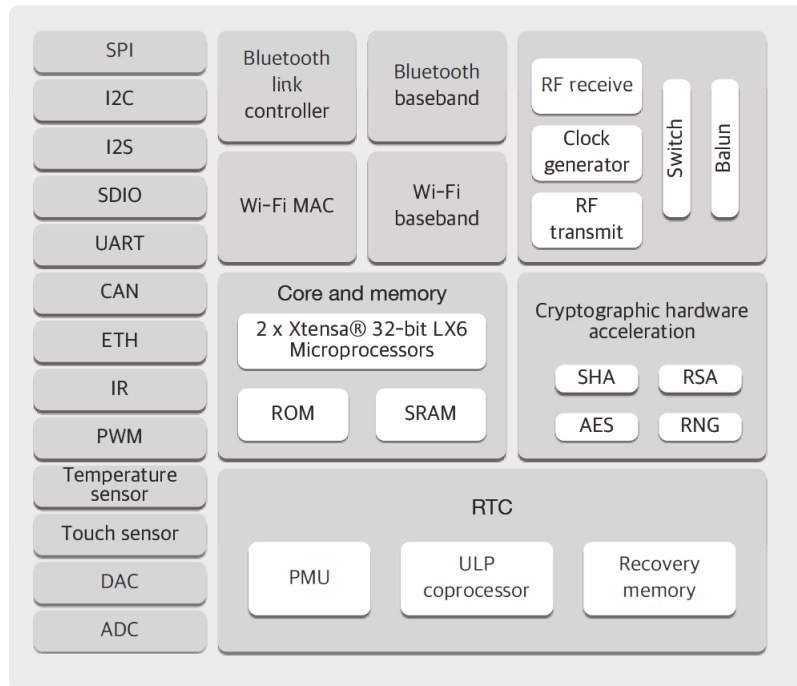 SPI
I2C
I2S
SDIO
UART
CAN
ETH
IR
PWM
Temperature
sensor
Touch sensor
DAC
ADC
Bluetooth
link
controller
Bluetooth
baseband
Wi-Fi MAC
Wi-Fi
baseband
RF receive
Clock
generator
RF
transmit
Switch
Balun
Core and memory
2 x Xtensa® 32-bit LX6
Microprocessors
ROM
SRAM
Cryptographic hardware
acceleration
SHA
RSA
AES
RNG
RTC
PMU
ULP
coprocessor
Recovery
memory